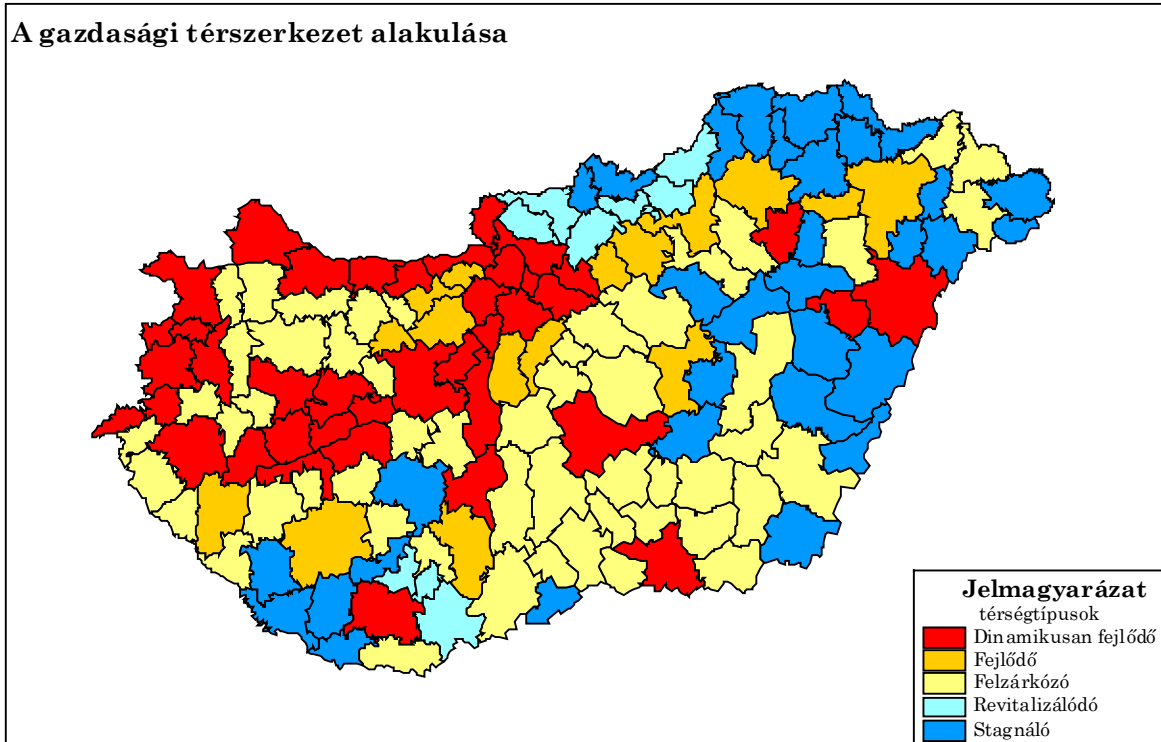 A gazdasági térszerkezet alakulása
Jelmagyarázat
térségtípusok
Dinamikusan fejlődő
Fejlődő
Felzárkózó
Revitalizálódó
Stagnáló